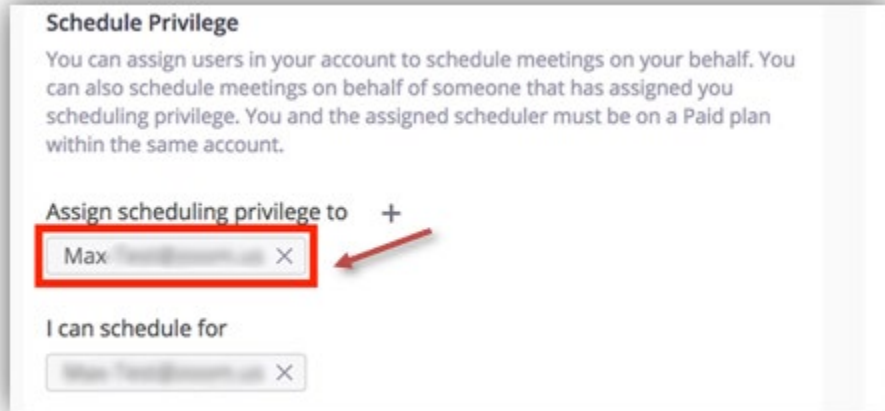 Schedule Privilege
You can assign users in your account to schedule meetings on your behalf. You
can also schedule meetings on behalf of someone that has assigned you
scheduling privilege. You and the assigned scheduler must be on a Paid plan
within the same account.
Assign scheduling privilege to +
Max ×
I can schedule for
×